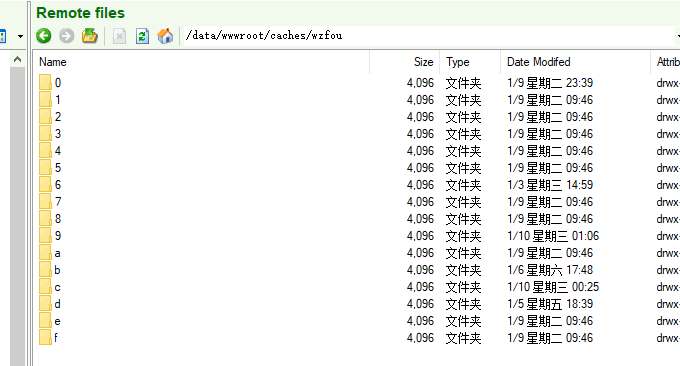 Remote files
/data/wwwroot/caches/wzfou
Name Size Type Date Modifed Attrib
0 4,096 文件夹 1/9 星期二 23:39 drwx-
1 4,096 文件夹 1/9 星期二 09:46 drwx-
2 4,096 文件夹 1/9 星期二 09:46 drwx-
3 4,096 文件夹 1/9 星期二 09:46 drwx-
4 4,096 文件夹 1/9 星期二 09:46 drwx-
5 4,096 文件夹 1/9 星期二 09:46 drwx-
6 4,096 文件夹 1/3 星期三 14:59 drwx-
7 4,096 文件夹 1/9 星期二 09:46 drwx-
8 4,096 文件夹 1/9 星期二 09:46 drwx-
9 4,096 文件夹 1/10 星期三 01:06 drwx-
a 4,096 文件夹 1/9 星期二 09:46 drwx-
b 4,096 文件夹 1/6 星期六 17:48 drwx-
c 4,096 文件夹 1/10 星期三 00:25 drwx-
d 4,096 文件夹 1/5 星期五 18:39 drwx-
e 4,096 文件夹 1/9 星期二 09:46 drwx-
f 4,096 文件夹 1/9 星期二 09:46 drwx-